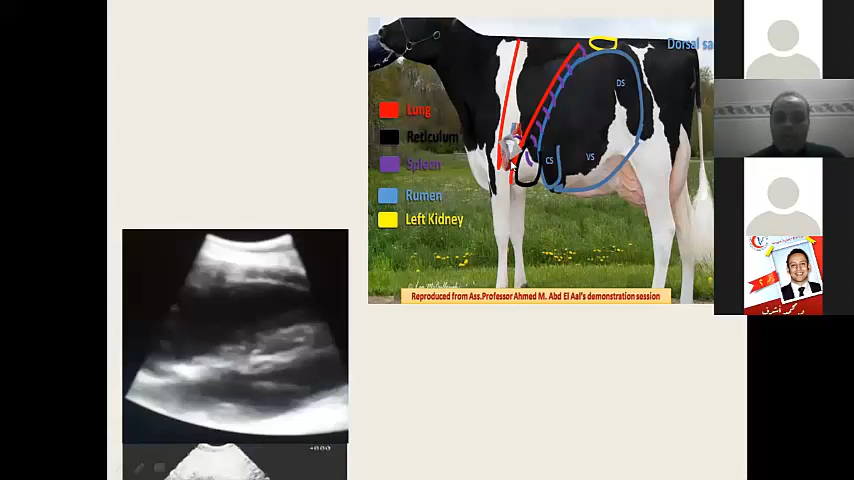 Dorsal sa
DS
Lung
Reticulum
Spleen
CS
VS
Rumen
Left Kidney
Reproduced from Ass.Professor Ahmed M. Abd El Aal's demonstration session